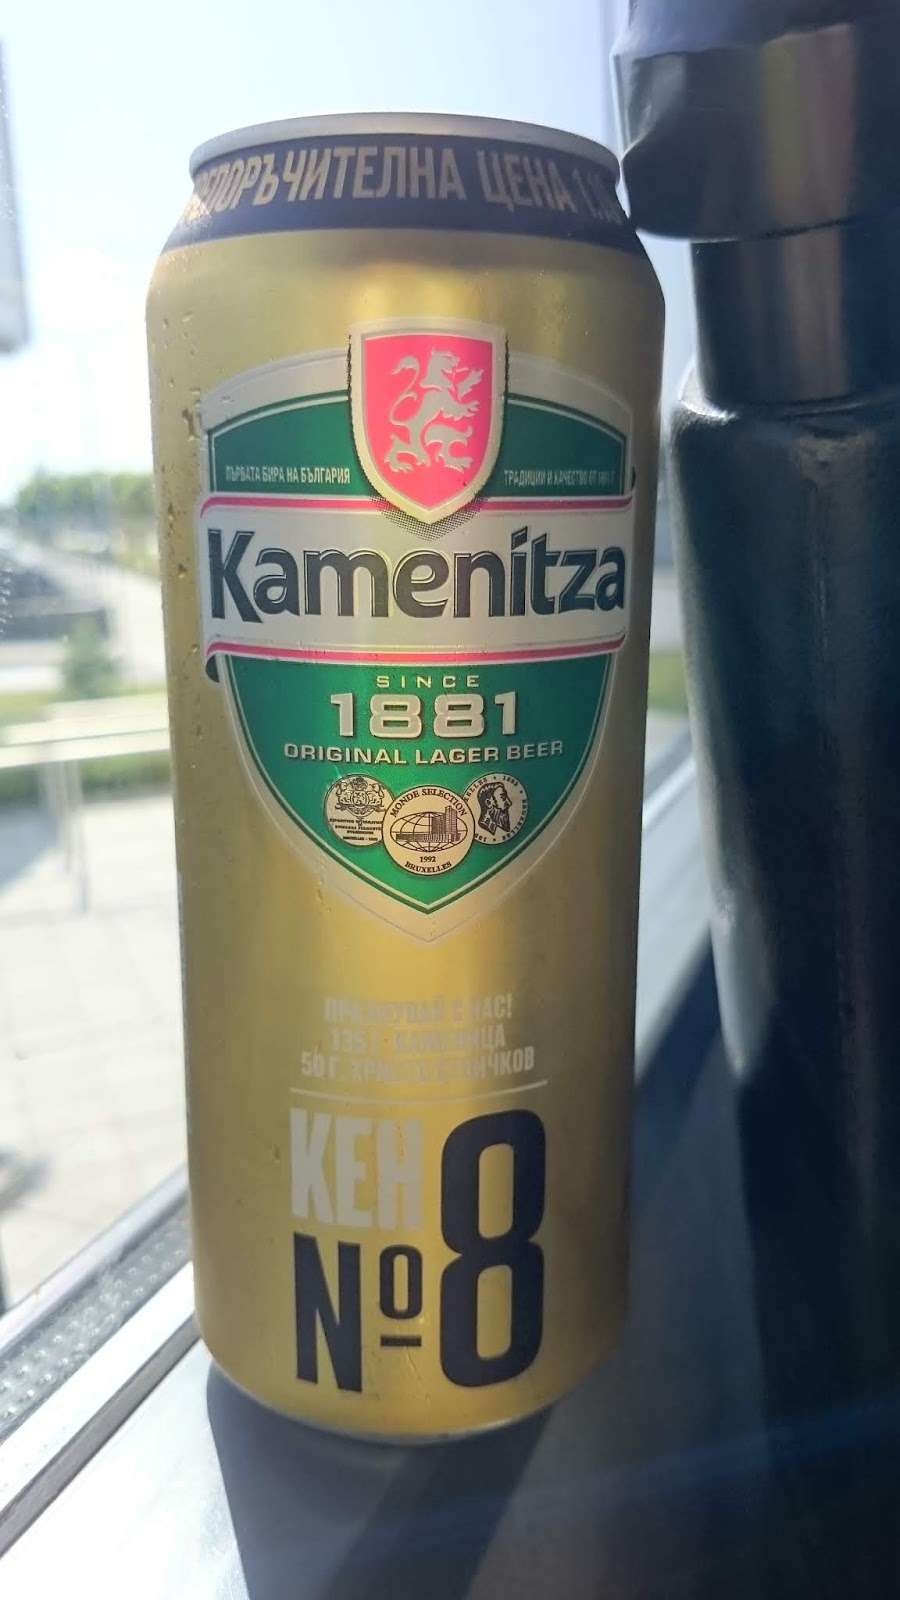 ПРЕПОРЪЧИТЕЛНА ЦЕНА
ПЪРВАТА БИРА НА БЪЛГАРИЯ
ТРАДИЦИИ И КАЧЕСТВО ОТ 1881 Г.
Kamenitza
SINCE
1881
ORIGINAL LAGER BEER
MONDE SELECTION
1992
BRUXELLES
ПРАЗНУВАЙ С НАС!
135 Г. КАМЕНИЦА
50 Г. ХРИСТО СТОИЧКОВ
КЕН
№8